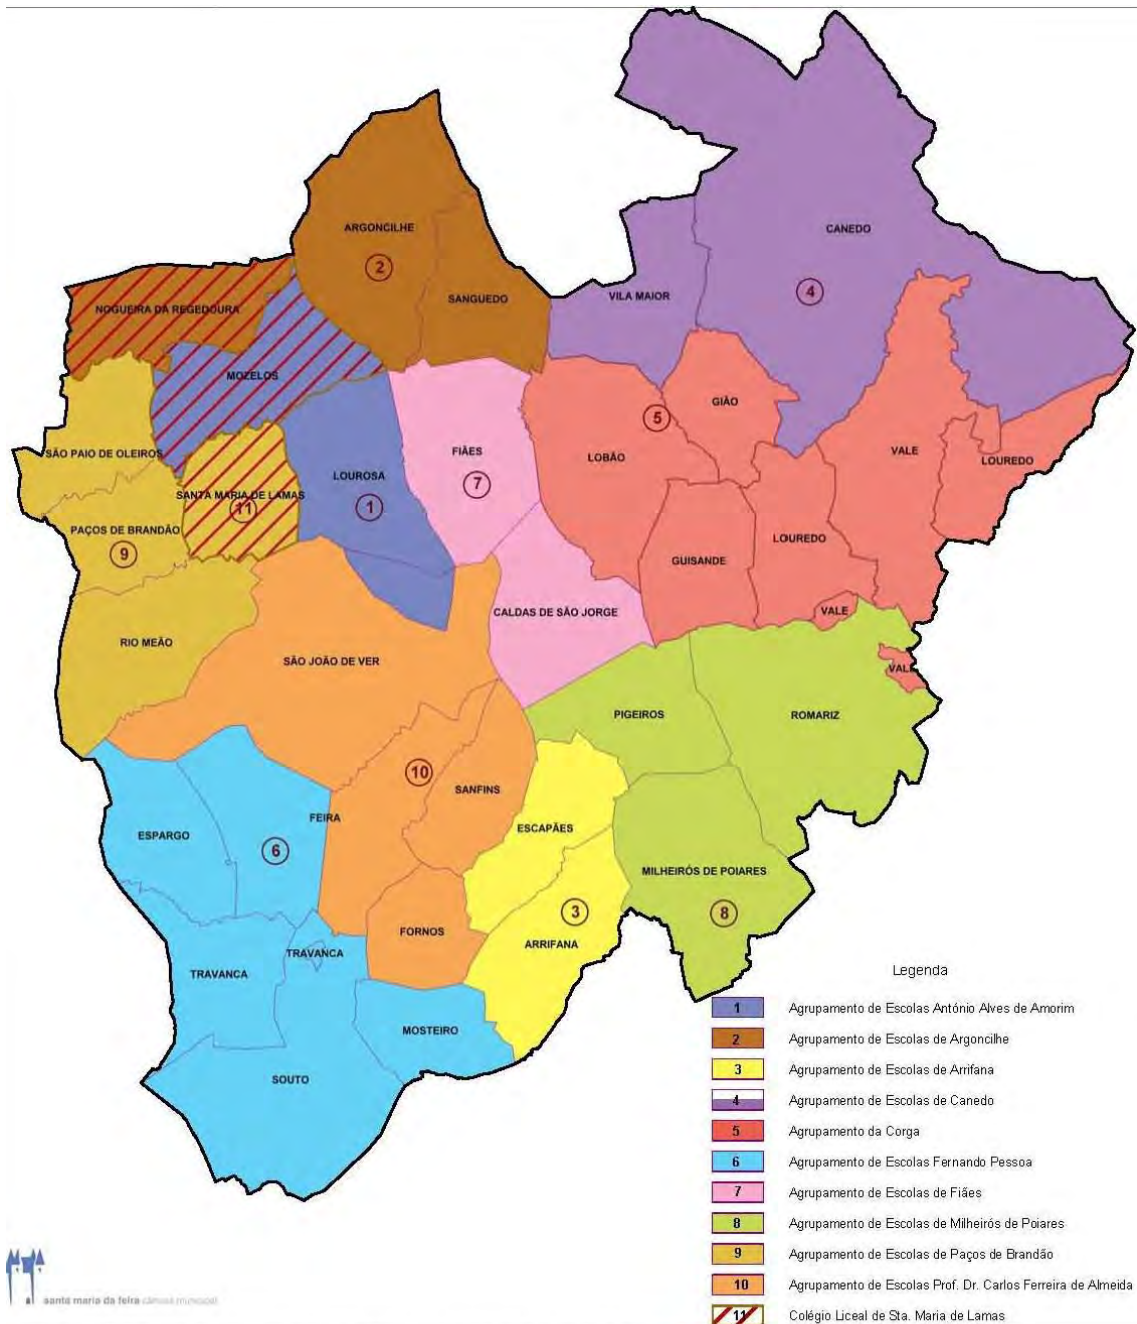 CANEDO
ARGONCILHE
2
4
VILA MAIOR
SANGUEDO
NOGUEIRA DA REGEDOURA
MOZELOS
GIÃO
5
SÃO PAIO DE OLEIROS
FIÃES
LOBÃO
VALE
LOUREDO
LOUROSA
7
SANTA MARIA DE LAMAS
11
1
PAÇOS DE BRANDÃO
9
LOUREDO
GUISANDE
CALDAS DE SÃO JORGE
VALE
RIO MEÃO
SÃO JOÃO DE VER
VAL
PIGEIROS
ROMARIZ
10
SANFINS
FEIRA
ESCAPÃES
ESPARGO
6
MILHEIRÓS DE POIARES
3
8
FORNOS
ARRIFANA
TRAVANCA
TRAVANCA
MOSTEIRO
SOUTO
Legenda
1 Agrupamento de Escolas António Alves de Amorim
2 Agrupamento de Escolas de Argoncilhe
3 Agrupamento de Escolas de Arrifana
4 Agrupamento de Escolas de Canedo
5 Agrupamento da Corga
6 Agrupamento de Escolas Fernando Pessoa
7 Agrupamento de Escolas de Fiães
8 Agrupamento de Escolas de Milheirós de Poiares
9 Agrupamento de Escolas de Paços de Brandão
10 Agrupamento de Escolas Prof. Dr. Carlos Ferreira de Almeida
11 Colégio Liceal de Sta. Maria de Lamas
santa maria da feira câmara municipal